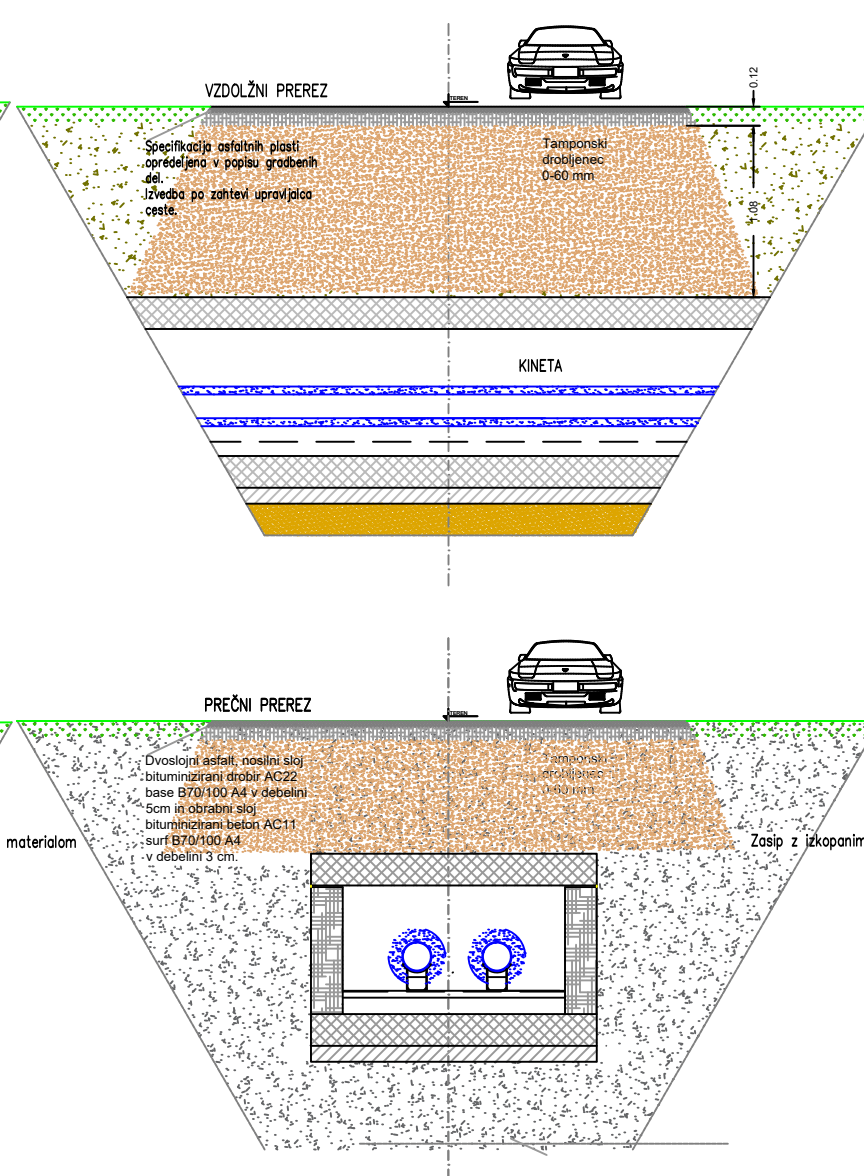 VZDOLŽNI PREREZ
TEREN
0.12
Specifikacija asfaltnih plasti
opredeljena v popisu gradbenih
del.
Izvedba po zahtevi upravljalca
ceste.
Tamponski
drobljenec
0-60 mm
1.08
KINETA
PREČNI PREREZ
TEREN
Dvoslojni asfalt, nosilni sloj
bituminizirani drobir AC22
base B70/100 A4 v debelini
5cm in obrabni sloj
bituminizirani beton AC11
surf B70/100 A4
v debelini 3 cm.
Tamponski
drobljenec
0-60 mm
materialom
Zasip z izkopanim